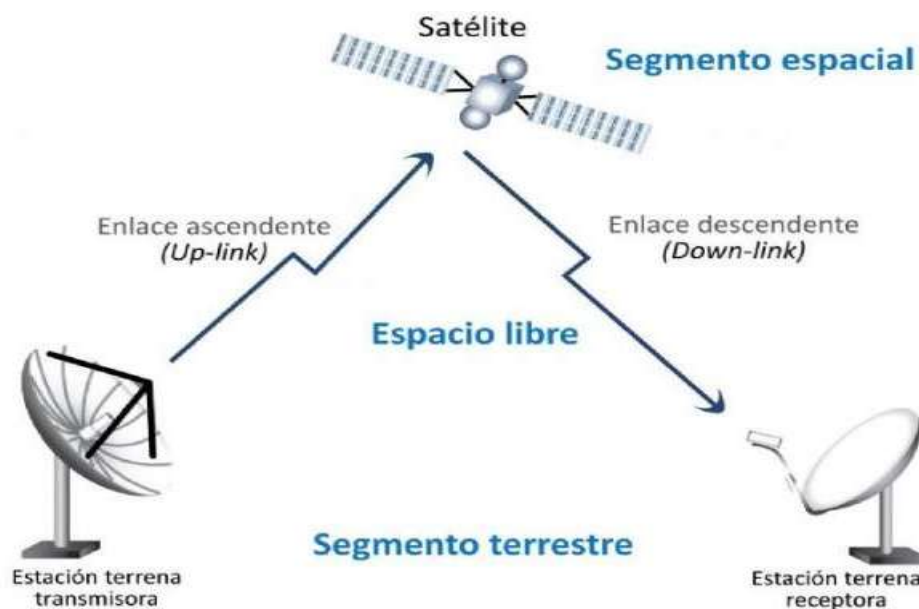 Satélite
Segmento espacial
Enlace ascendente
(Up-link)
Enlace descendente
(Down-link)
Espacio libre
Segmento terrestre
Estación terrena
transmisora
Estación terrena
receptora